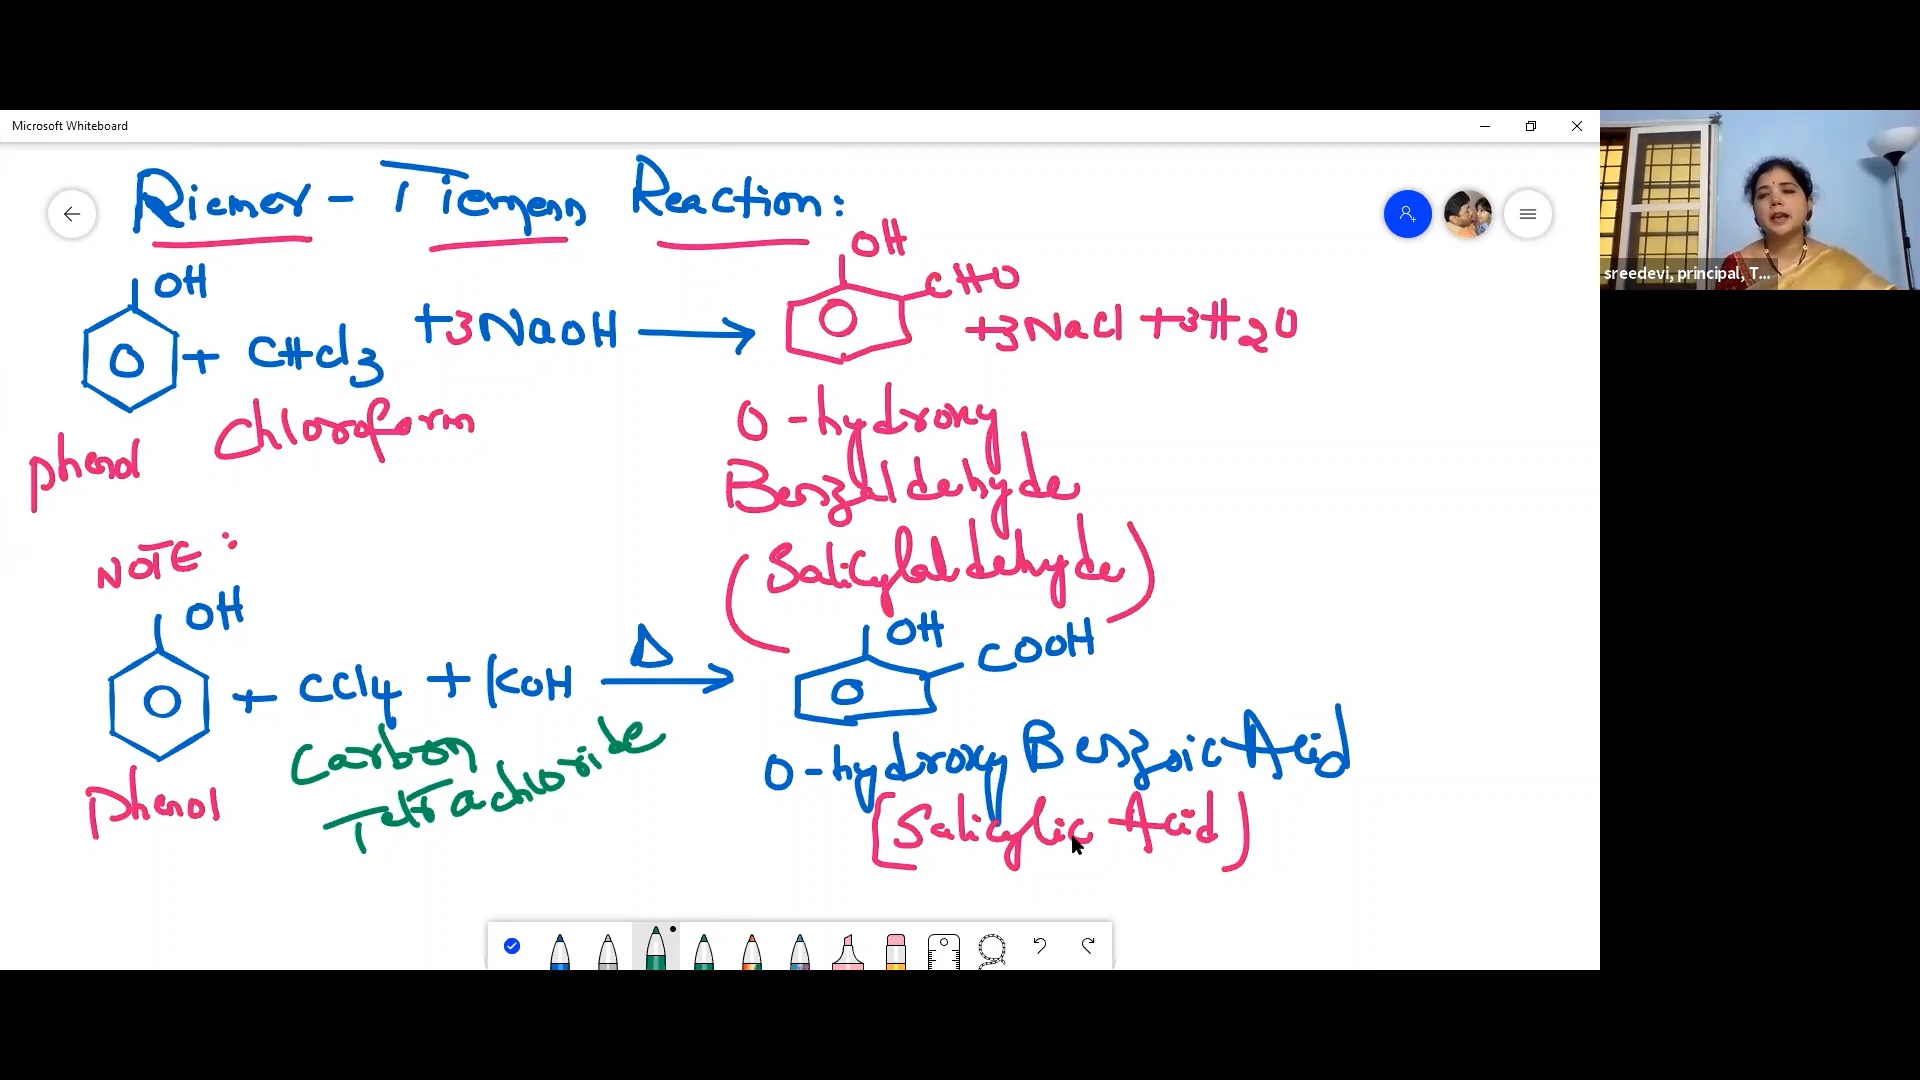 Microsoft Whiteboard
Riemer - Tiemenn Reaction:
OH
OH
CHO
+ CHCl3 +3NaOH → +3NaCl +3H2O
phenol Chloroform
O-hydroxy
Benzaldehyde
(Salicylaldehyde)
NOTE:
OH
OH
COOH
+ CCl4 + KOH Δ →
phenol
Carbon
Tetrachloride
O-hydroxy Benzoic Acid
[Salicylic Acid]
sreedevi, principal, T...